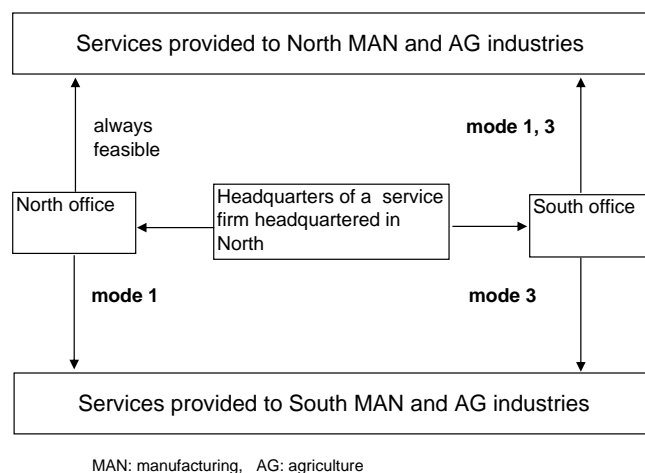 Services provided to North MAN and AG industries
always
feasible
mode 1, 3
North office
Headquarters of a service
firm headquartered in
North
South office
mode 1
mode 3
Services provided to South MAN and AG industries
MAN: manufacturing, AG: agriculture